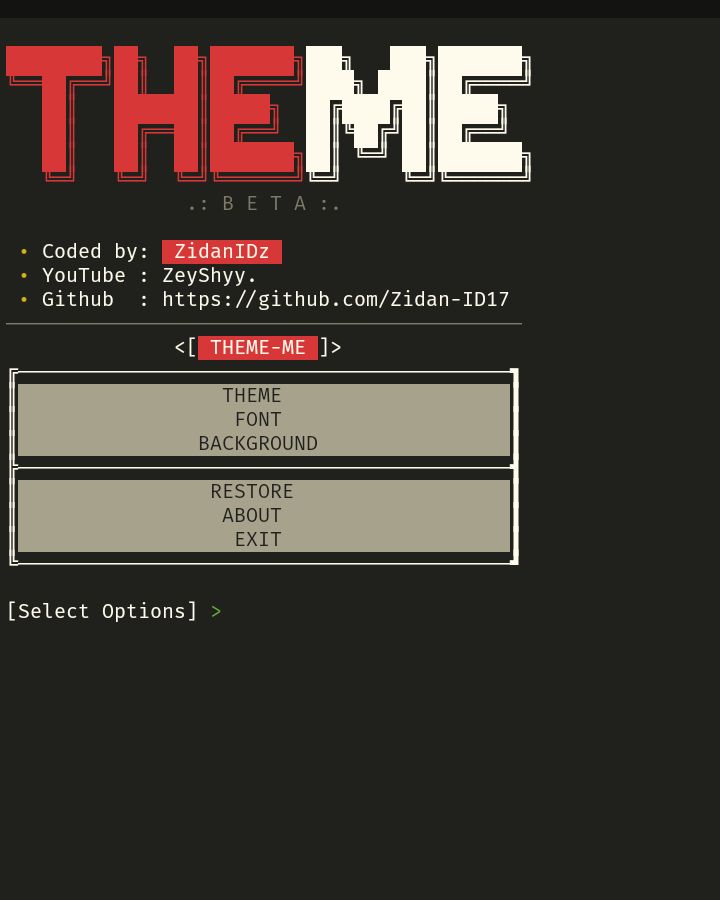 THEME
.: B E T A :.
• Coded by: ZidanIDz
• YouTube : ZeyShyy.
• Github  : https://github.com/Zidan-ID17
<[ THEME-ME ]>
THEME
FONT
BACKGROUND
RESTORE
ABOUT
EXIT
[Select Options] >